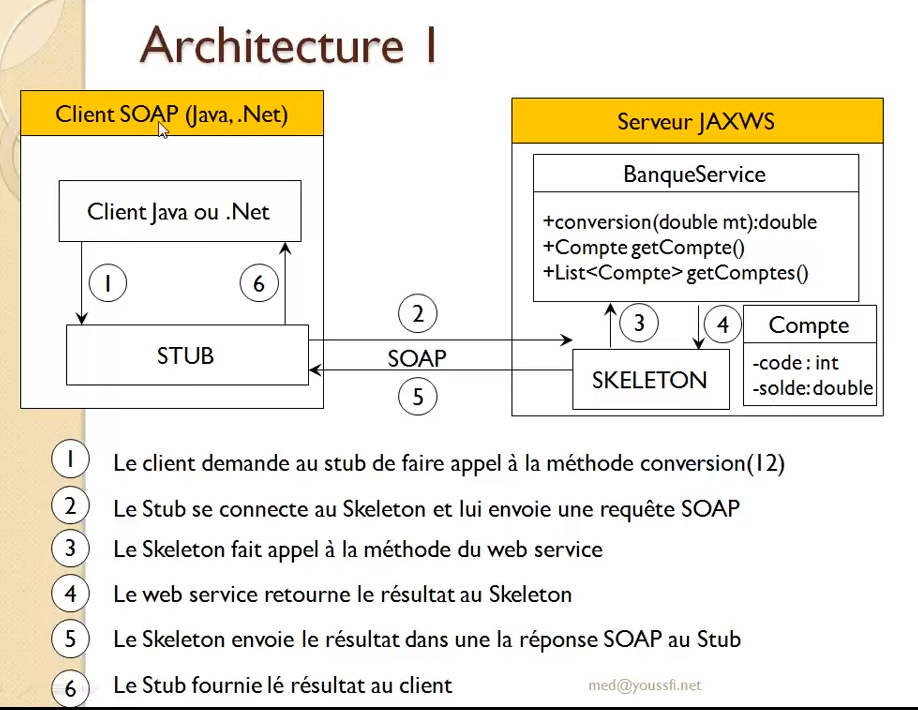 Architecture 1
Client SOAP (Java, .Net)
Client Java ou .Net
1
6
STUB
2
SOAP
5
Serveur JAXWS
BanqueService
+conversion(double mt):double
+Compte getCompte()
+List<Compte> getComptes()
3
4
Compte
-code : int
-solde: double
SKELETON
1 Le client demande au stub de faire appel à la méthode conversion(12)
2 Le Stub se connecte au Skeleton et lui envoie une requête SOAP
3 Le Skeleton fait appel à la méthode du web service
4 Le web service retourne le résultat au Skeleton
5 Le Skeleton envoie le résultat dans une la réponse SOAP au Stub
6 Le Stub fournie lé résultat au client
med@youssfi.net